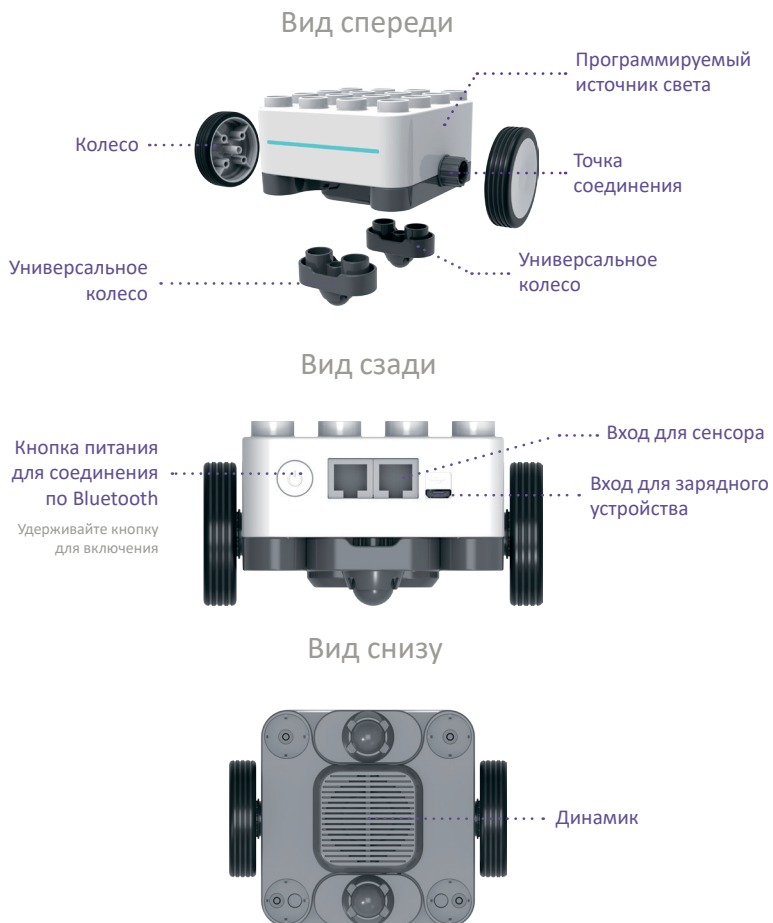 Вид спереди
Программируемый
источник света
Колесо
Точка
соединения
Универсальное
колесо
Универсальное
колесо
Вид сзади
Кнопка питания
для соединения
по Bluetooth
Удерживайте кнопку
для включения
Вход для сенсора
Вход для зарядного
устройства
Вид снизу
Динамик